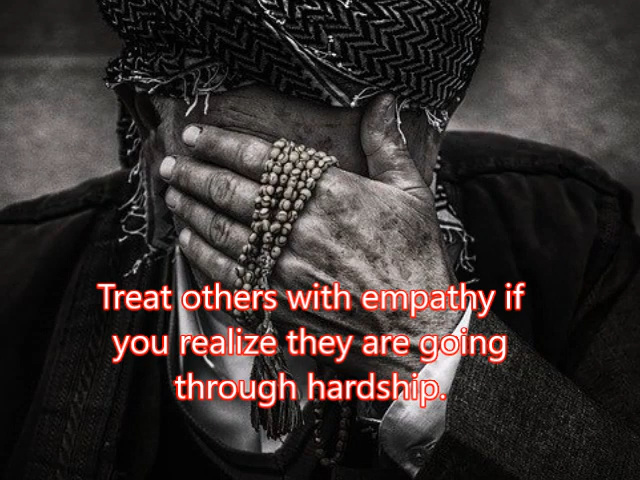 Treat others with empathy if
you realize they are going
through hardship.